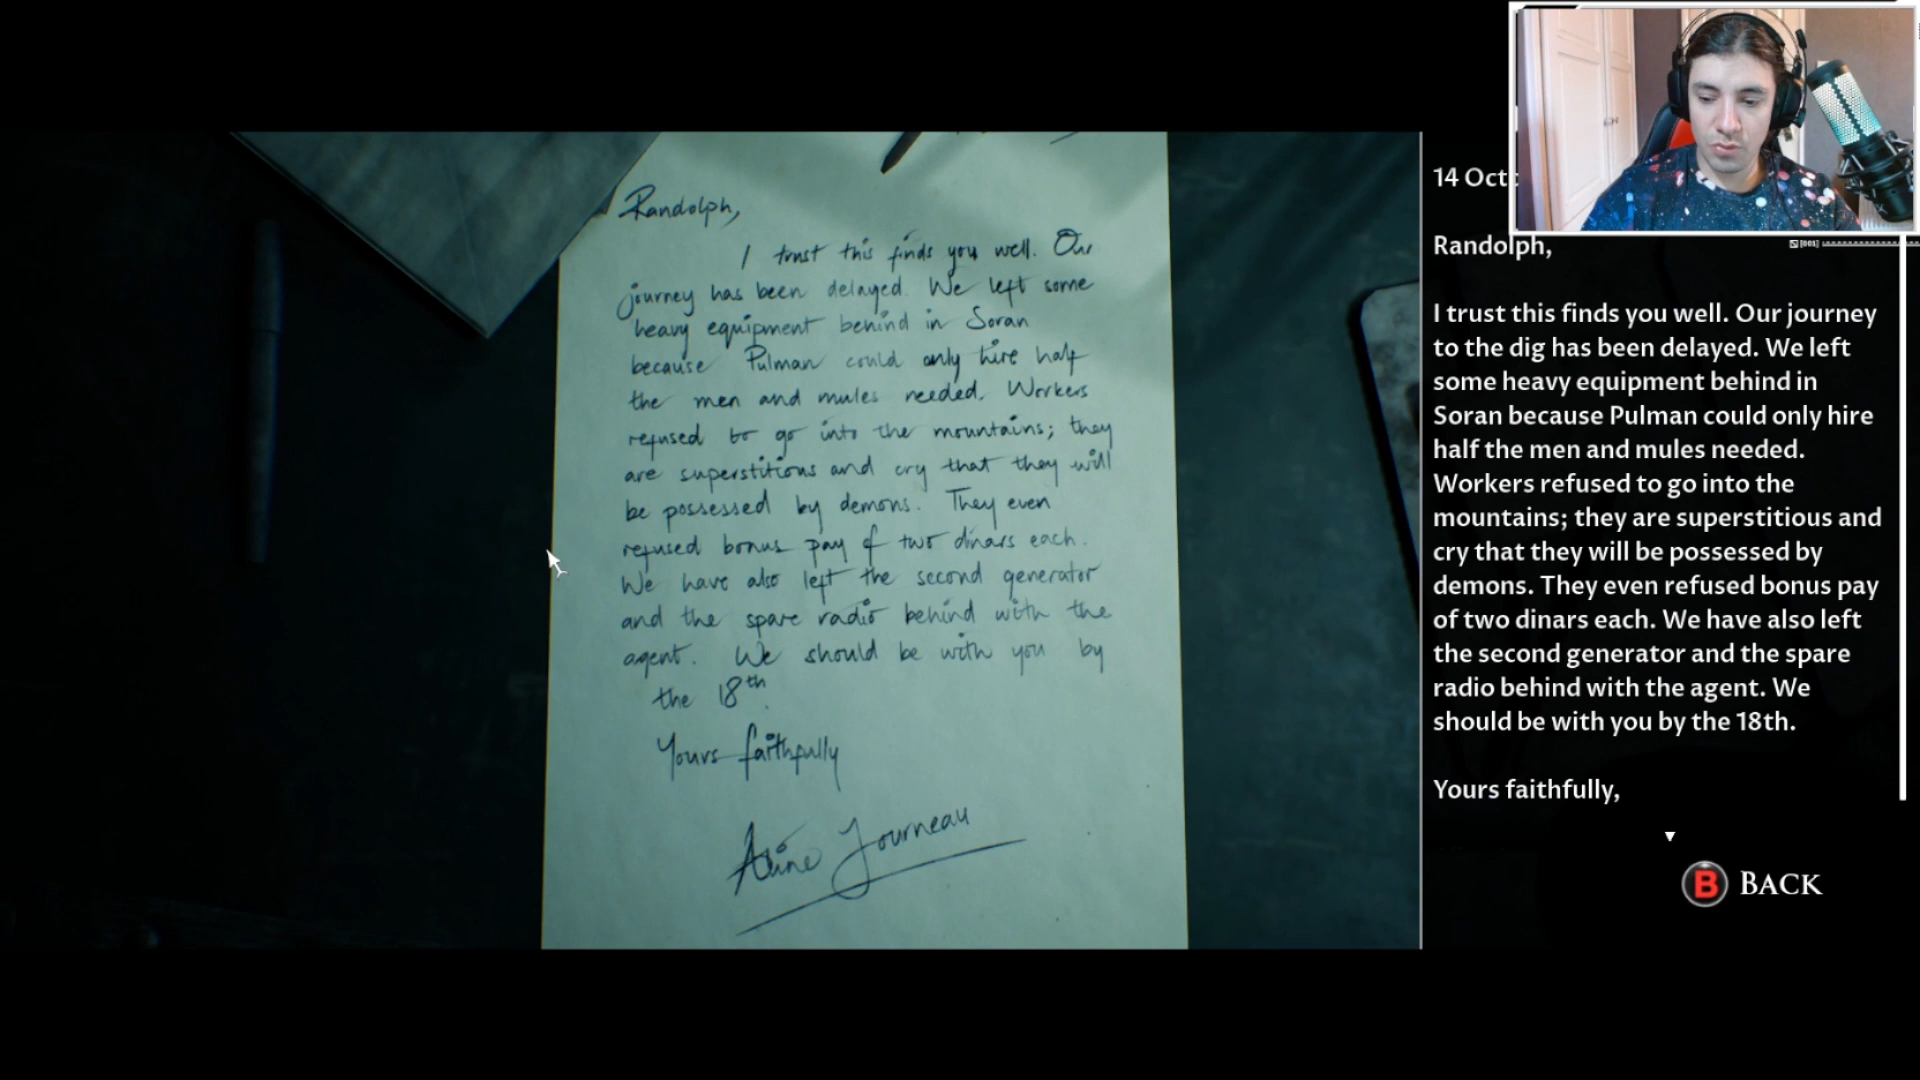 Randolph,
I trust this finds you well. Our
journey has been delayed. We left some
heavy equipment behind in Soran
because Pulman could only hire half
the men and mules needed. Workers
refused to go into the mountains; they
are superstitious and cry that they will
be possessed by demons. They even
refused bonus pay of two dinars each.
We have also left the second generator
and the spare radio behind with the
agent. We should be with you by
the 18th.
Yours faithfully
Journeau
14 Oct
Randolph,
I trust this finds you well. Our journey
to the dig has been delayed. We left
some heavy equipment behind in
Soran because Pulman could only hire
half the men and mules needed.
Workers refused to go into the
mountains; they are superstitious and
cry that they will be possessed by
demons. They even refused bonus pay
of two dinars each. We have also left
the second generator and the spare
radio behind with the agent. We
should be with you by the 18th.
Yours faithfully,
B BACK